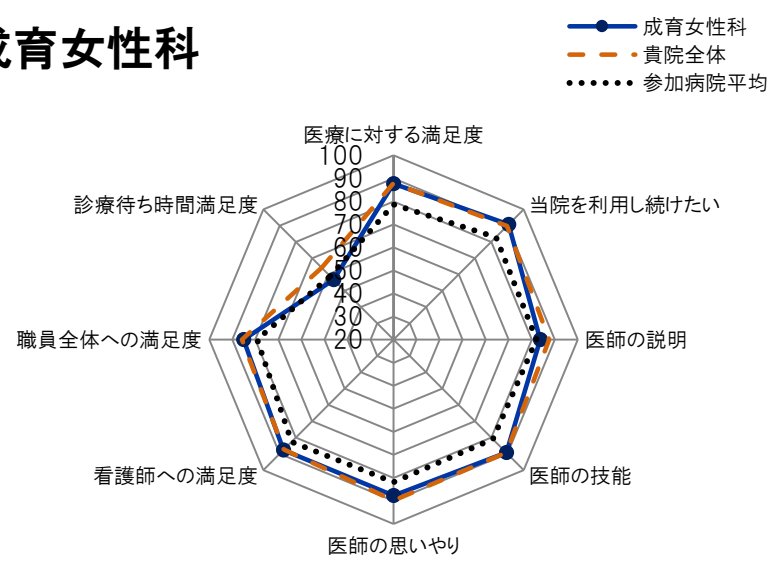 成育女性科
成育女性科
貴院全体
参加病院平均
医療に対する満足度
100
90
80
70
60
50
40
30
20
当院を利用し続けたい
医師の説明
医師の技能
医師の思いやり
看護師への満足度
職員全体への満足度
診療待ち時間満足度